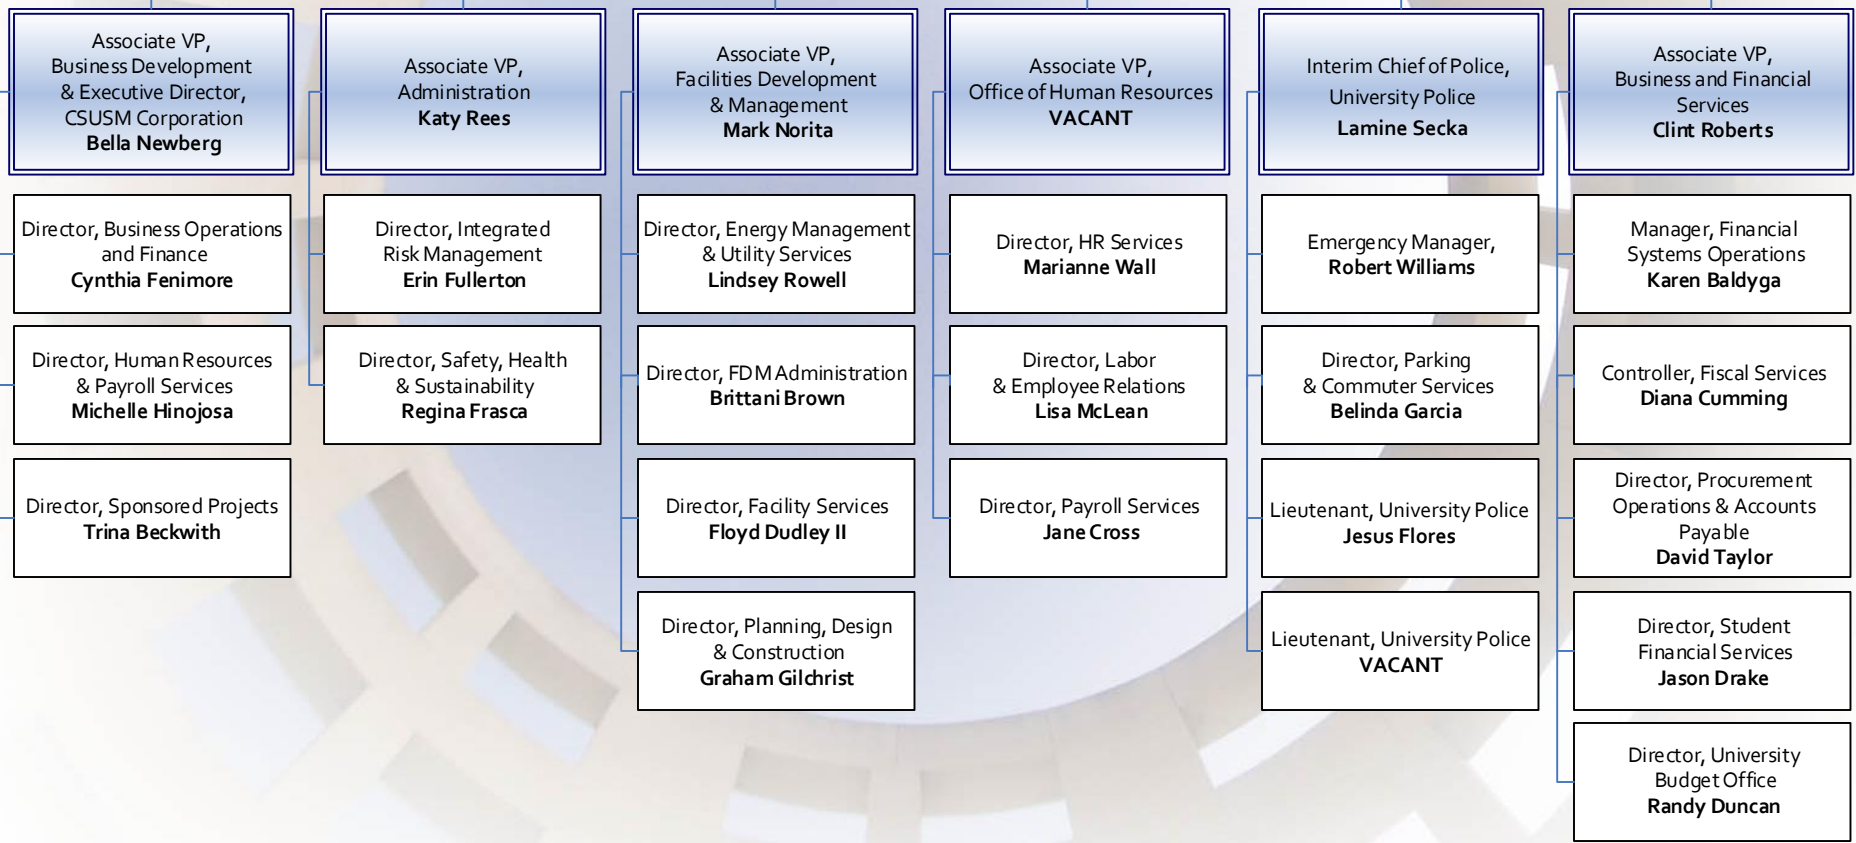 Associate VP,
Business Development
& Executive Director,
CSUSM Corporation
Bella Newberg
Director, Business Operations
and Finance
Cynthia Fenimore
Director, Human Resources
& Payroll Services
Michelle Hinojosa
Director, Sponsored Projects
Trina Beckwith
Associate VP,
Administration
Katy Rees
Director, Integrated
Risk Management
Erin Fullerton
Director, Safety, Health
& Sustainability
Regina Frasca
Associate VP,
Facilities Development
& Management
Mark Norita
Director, Energy Management
& Utility Services
Lindsey Rowell
Director, FDM Administration
Brittani Brown
Director, Facility Services
Floyd Dudley II
Director, Planning, Design
& Construction
Graham Gilchrist
Associate VP,
Office of Human Resources
VACANT
Director, HR Services
Marianne Wall
Director, Labor
& Employee Relations
Lisa McLean
Director, Payroll Services
Jane Cross
Interim Chief of Police,
University Police
Lamine Secka
Emergency Manager,
Robert Williams
Director, Parking
& Commuter Services
Belinda Garcia
Lieutenant, University Police
Jesus Flores
Lieutenant, University Police
VACANT
Associate VP,
Business and Financial
Services
Clint Roberts
Manager, Financial
Systems Operations
Karen Baldyga
Controller, Fiscal Services
Diana Cumming
Director, Procurement
Operations & Accounts
Payable
David Taylor
Director, Student
Financial Services
Jason Drake
Director, University
Budget Office
Randy Duncan